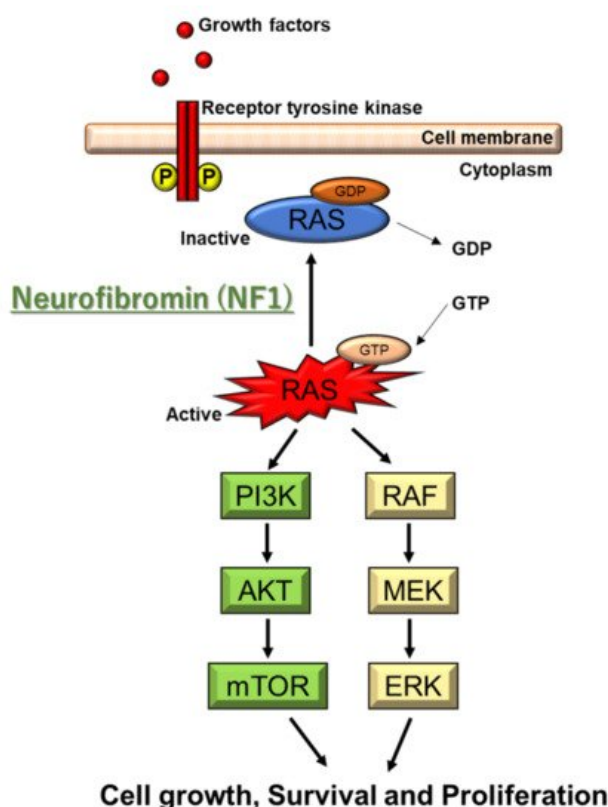 Growth factors
Receptor tyrosine kinase
Cell membrane
Cytoplasm
P P
GDP
RAS
Inactive
GDP
Neurofibromin (NF1)
GTP
GTP
RAS
Active
PI3K RAF
AKT MEK
mTOR ERK
Cell growth, Survival and Proliferation